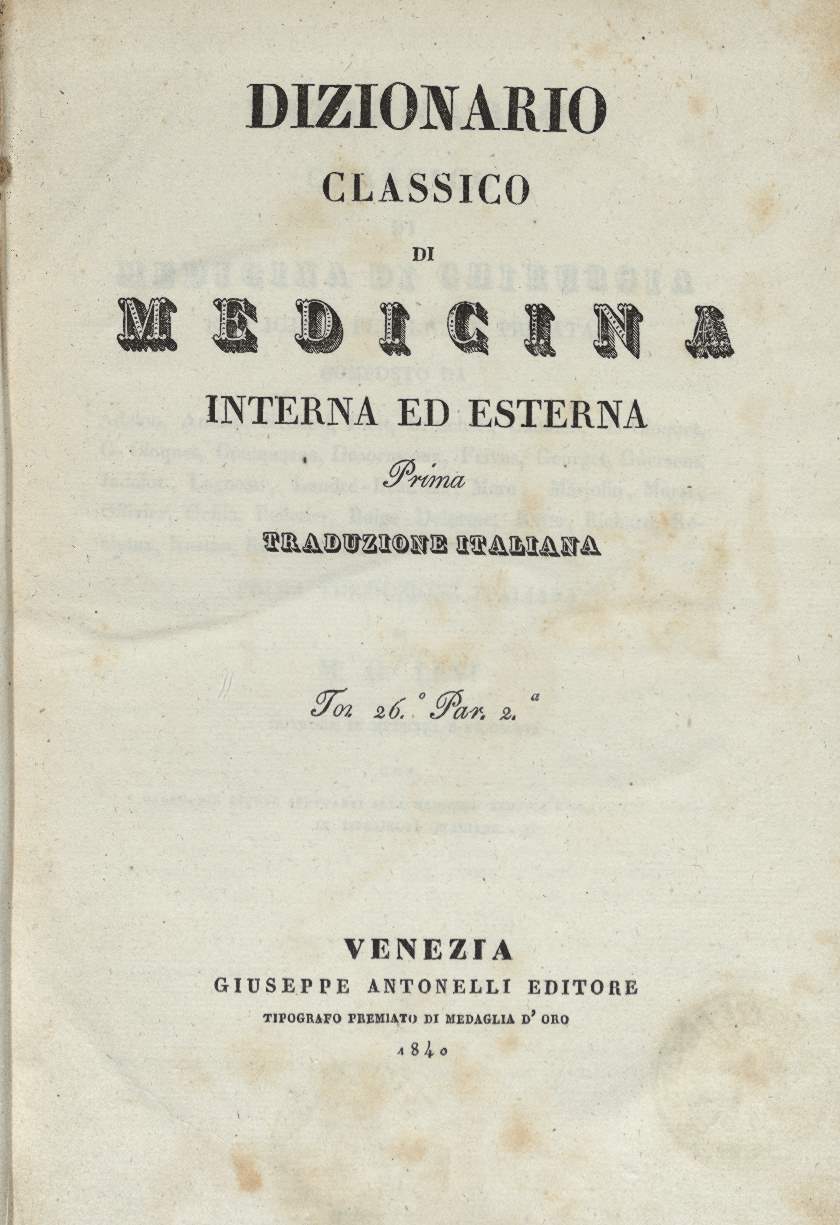 DIZIONARIO
CLASSICO
DI
MEDICINA
INTERNA ED ESTERNA
Prima
TRADUZIONE ITALIANA
26.° Par. 2.ª
VENEZIA
GIUSEPPE ANTONELLI EDITORE
TIPOGRAFO PREMIATO DI MEDAGLIA D' ORO
1840